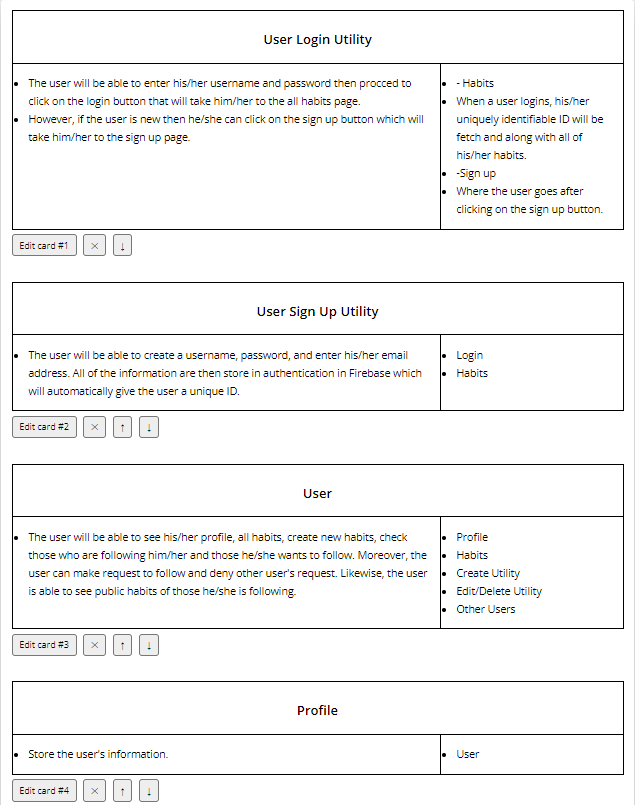 User Login Utility
• The user will be able to enter his/her username and password then procced to
click on the login button that will take him/her to the all habits page.
• However, if the user is new then he/she can click on the sign up button which will
take him/her to the sign up page.
• - Habits
• When a user logins, his/her
uniquely identifiable ID will be
fetch and along with all of
his/her habits.
• -Sign up
• Where the user goes after
clicking on the sign up button.
Edit card #1 × ↓
User Sign Up Utility
• The user will be able to create a username, password, and enter his/her email
address. All of the information are then store in authentication in Firebase which
will automatically give the user a unique ID.
• Login
• Habits
Edit card #2 × ↑ ↓
User
• The user will be able to see his/her profile, all habits, create new habits, check
those who are following him/her and those he/she wants to follow. Moreover, the
user can make request to follow and deny other user's request. Likewise, the user
is able to see public habits of those he/she is following.
• Profile
• Habits
• Create Utility
• Edit/Delete Utility
• Other Users
Edit card #3 × ↑ ↓
Profile
• Store the user's information.
• User
Edit card #4 × ↑ ↓